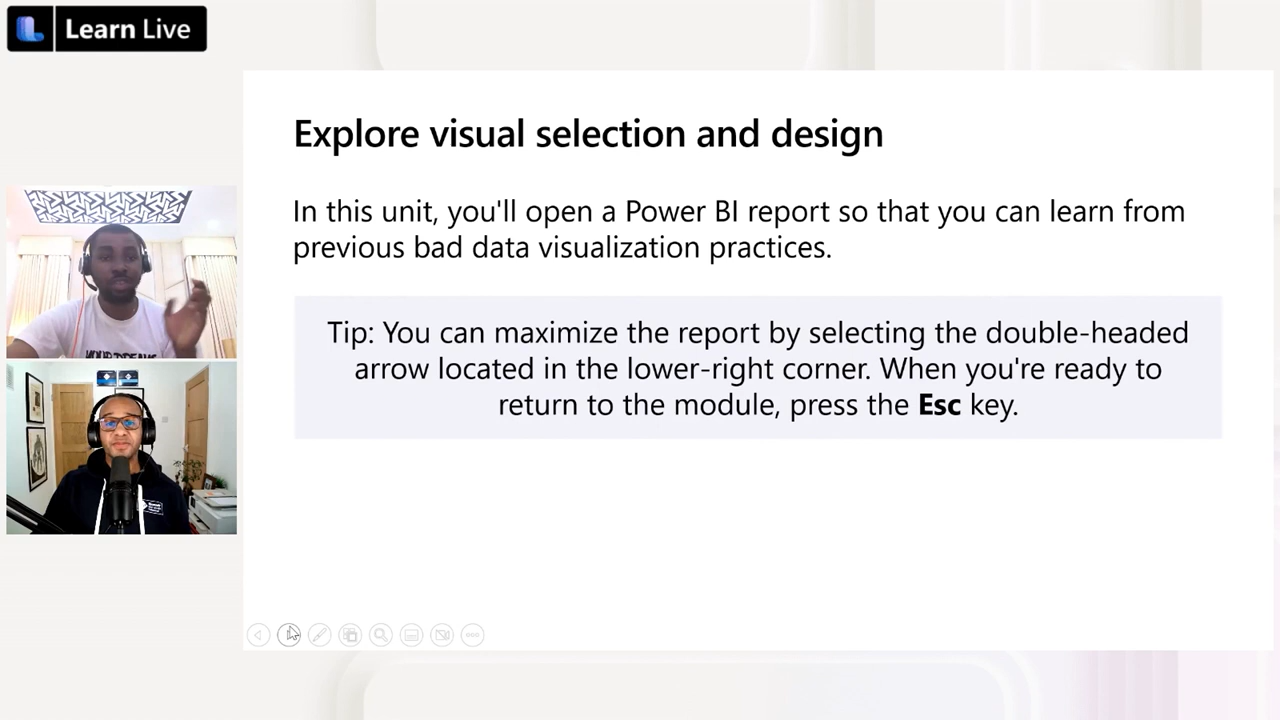 Learn Live
Explore visual selection and design
In this unit, you'll open a Power BI report so that you can learn from
previous bad data visualization practices.
Tip: You can maximize the report by selecting the double-headed
arrow located in the lower-right corner. When you're ready to
return to the module, press the Esc key.